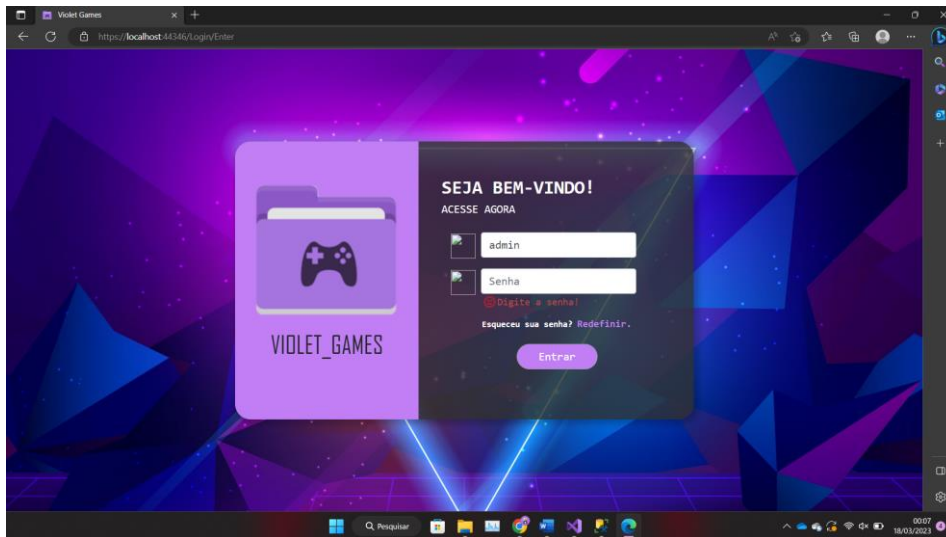 Violet Games
https://localhost:44346/Login/Enter
SEJA BEM-VINDO!
ACESSE AGORA
admin
Senha
Digite a senha!
Esqueceu sua senha? Redefinir.
Entrar
VIOLET_GAMES
Pesquisar
00:07
18/03/2023